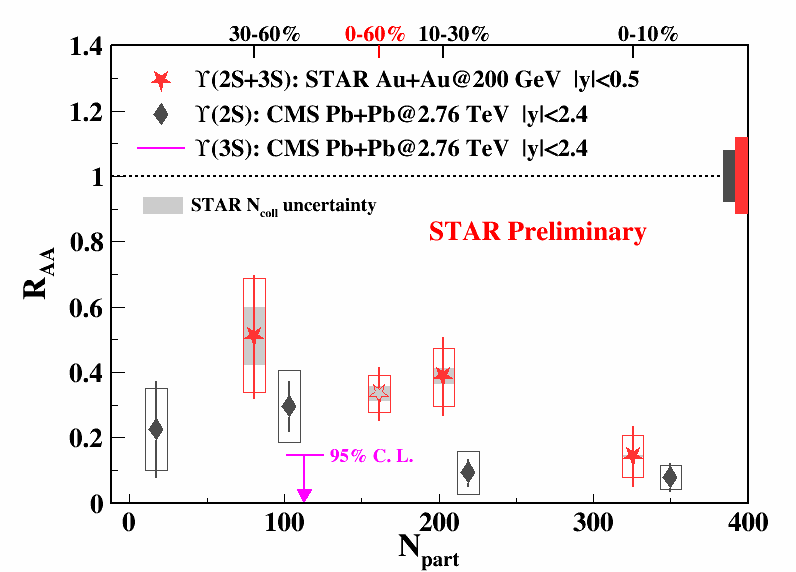 30-60% 0-60% 10-30% 0-10%
1.4
ϒ(2S+3S): STAR Au+Au@200 GeV |y|<0.5
1.2
ϒ(2S): CMS Pb+Pb@2.76 TeV |y|<2.4
ϒ(3S): CMS Pb+Pb@2.76 TeV |y|<2.4
1
STAR Ncoll uncertainty
STAR Preliminary
0.8
RAA
0.6
0.4
0.2
95% C. L.
0
0 100 200 300 400
Npart